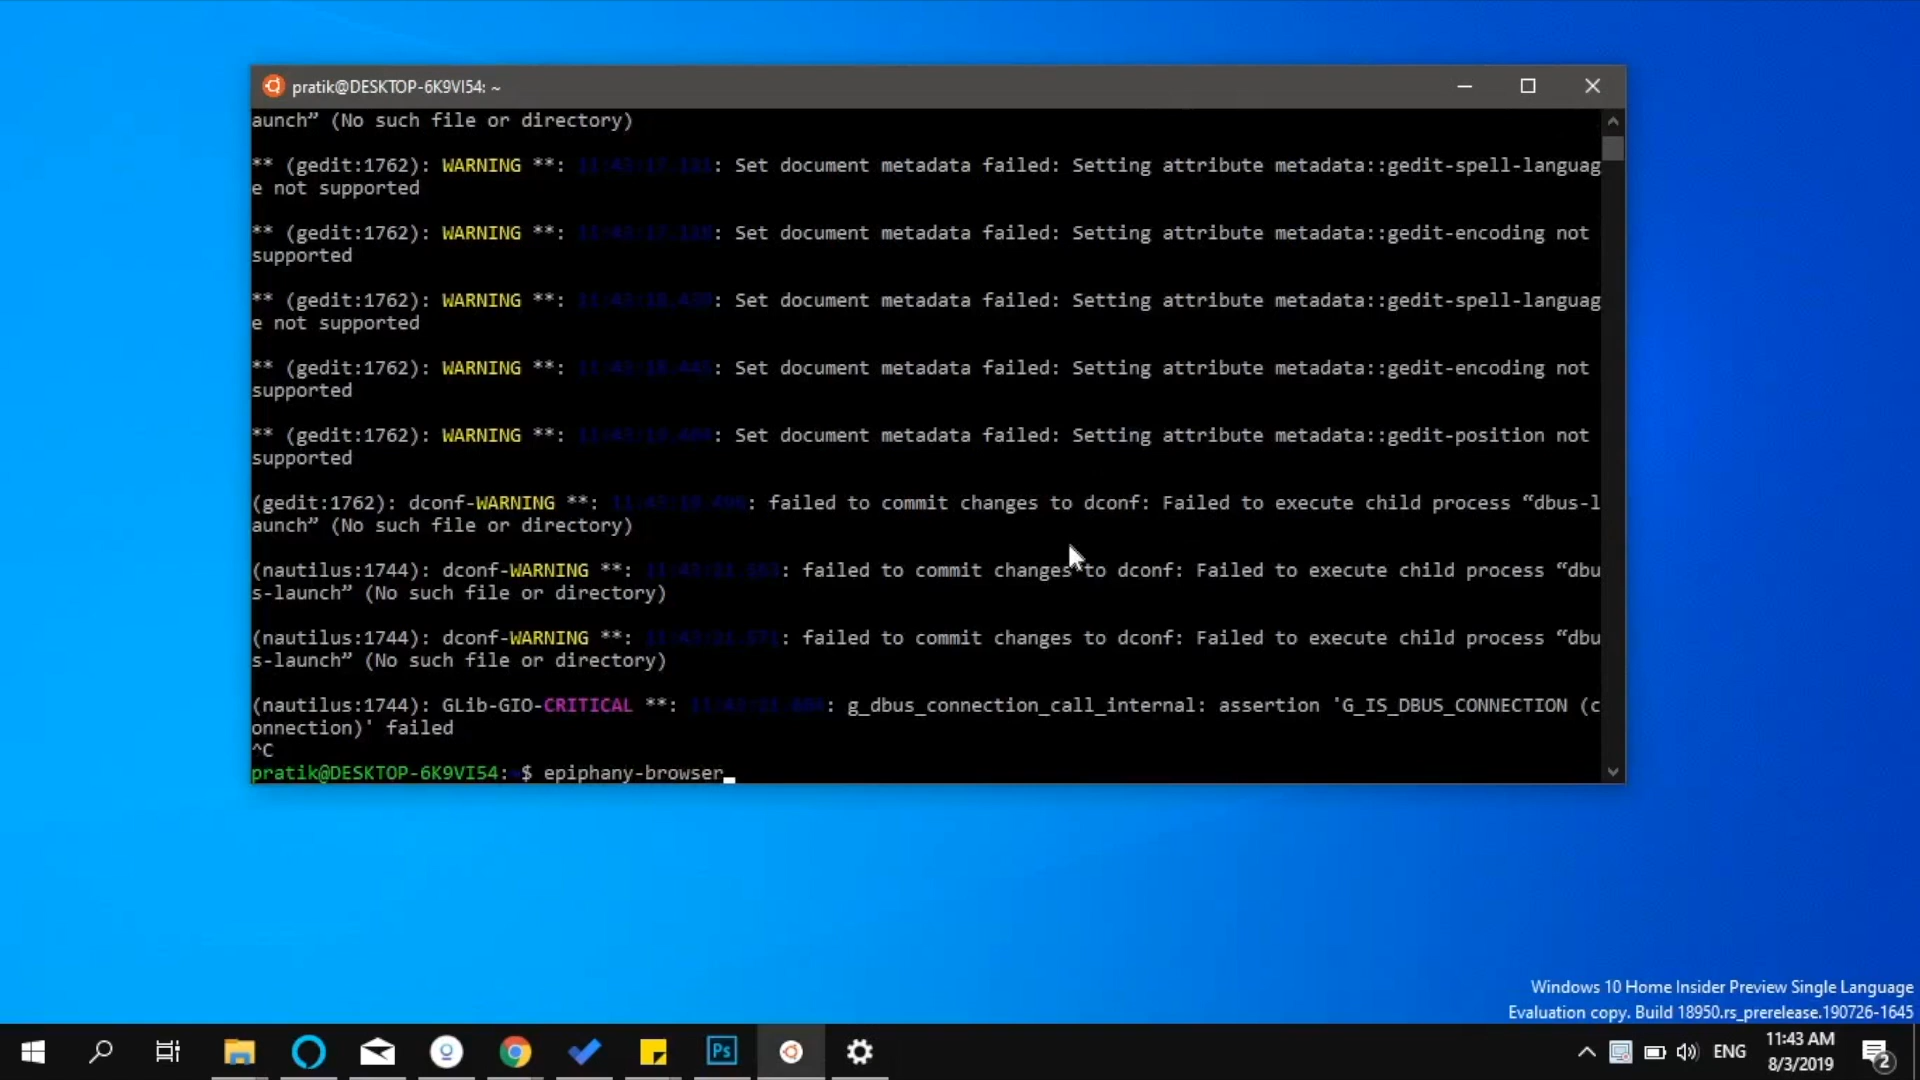 pratik@DESKTOP-6K9VI54: ~
aunch” (No such file or directory)
** (gedit:1762): WARNING **: : Set document metadata failed: Setting attribute metadata::gedit-spell-languag
e not supported
** (gedit:1762): WARNING **: : Set document metadata failed: Setting attribute metadata::gedit-encoding not
supported
** (gedit:1762): WARNING **: : Set document metadata failed: Setting attribute metadata::gedit-spell-languag
e not supported
** (gedit:1762): WARNING **: : Set document metadata failed: Setting attribute metadata::gedit-encoding not
supported
** (gedit:1762): WARNING **: : Set document metadata failed: Setting attribute metadata::gedit-position not
supported
(gedit:1762): dconf-WARNING **: : failed to commit changes to dconf: Failed to execute child process “dbus-l
aunch” (No such file or directory)
(nautilus:1744): dconf-WARNING **: : failed to commit changes to dconf: Failed to execute child process “dbu
s-launch” (No such file or directory)
(nautilus:1744): dconf-WARNING **: : failed to commit changes to dconf: Failed to execute child process “dbu
s-launch” (No such file or directory)
(nautilus:1744): GLib-GIO-CRITICAL **: : g_dbus_connection_call_internal: assertion 'G_IS_DBUS_CONNECTION (c
onnection)' failed
^C
pratik@DESKTOP-6K9VI54:~$ epiphany-browser
Windows 10 Home Insider Preview Single Language
Evaluation copy. Build 18950.rs_prerelease.190726-1645
Ps
ENG
11:43 AM
8/3/2019
2